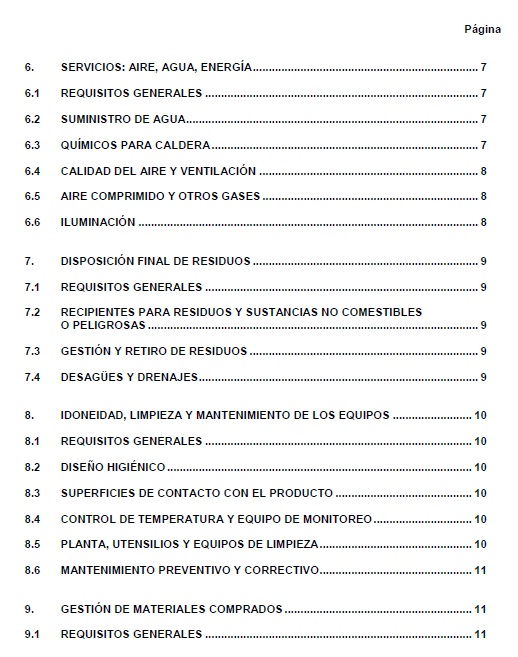 Página
6. SERVICIOS: AIRE, AGUA, ENERGÍA........................................................................ 7
6.1 REQUISITOS GENERALES ....................................................................................... 7
6.2 SUMINISTRO DE AGUA............................................................................................ 7
6.3 QUÍMICOS PARA CALDERA..................................................................................... 7
6.4 CALIDAD DEL AIRE Y VENTILACIÓN ...................................................................... 8
6.5 AIRE COMPRIMIDO Y OTROS GASES ..................................................................... 8
6.6 ILUMINACIÓN ........................................................................................................... 8
7. DISPOSICIÓN FINAL DE RESIDUOS ........................................................................ 9
7.1 REQUISITOS GENERALES ....................................................................................... 9
7.2 RECIPIENTES PARA RESIDUOS Y SUSTANCIAS NO COMESTIBLES
O PELIGROSAS ........................................................................................................ 9
7.3 GESTIÓN Y RETIRO DE RESIDUOS ......................................................................... 9
7.4 DESAGÜES Y DRENAJES......................................................................................... 9
8. IDONEIDAD, LIMPIEZA Y MANTENIMIENTO DE LOS EQUIPOS ......................... 10
8.1 REQUISITOS GENERALES ..................................................................................... 10
8.2 DISEÑO HIGIÉNICO ................................................................................................ 10
8.3 SUPERFICIES DE CONTACTO CON EL PRODUCTO ........................................... 10
8.4 CONTROL DE TEMPERATURA Y EQUIPO DE MONITOREO............................... 10
8.5 PLANTA, UTENSILIOS Y EQUIPOS DE LIMPIEZA................................................ 10
8.6 MANTENIMIENTO PREVENTIVO Y CORRECTIVO................................................ 11
9. GESTIÓN DE MATERIALES COMPRADOS ........................................................... 11
9.1 REQUISITOS GENERALES ..................................................................................... 11